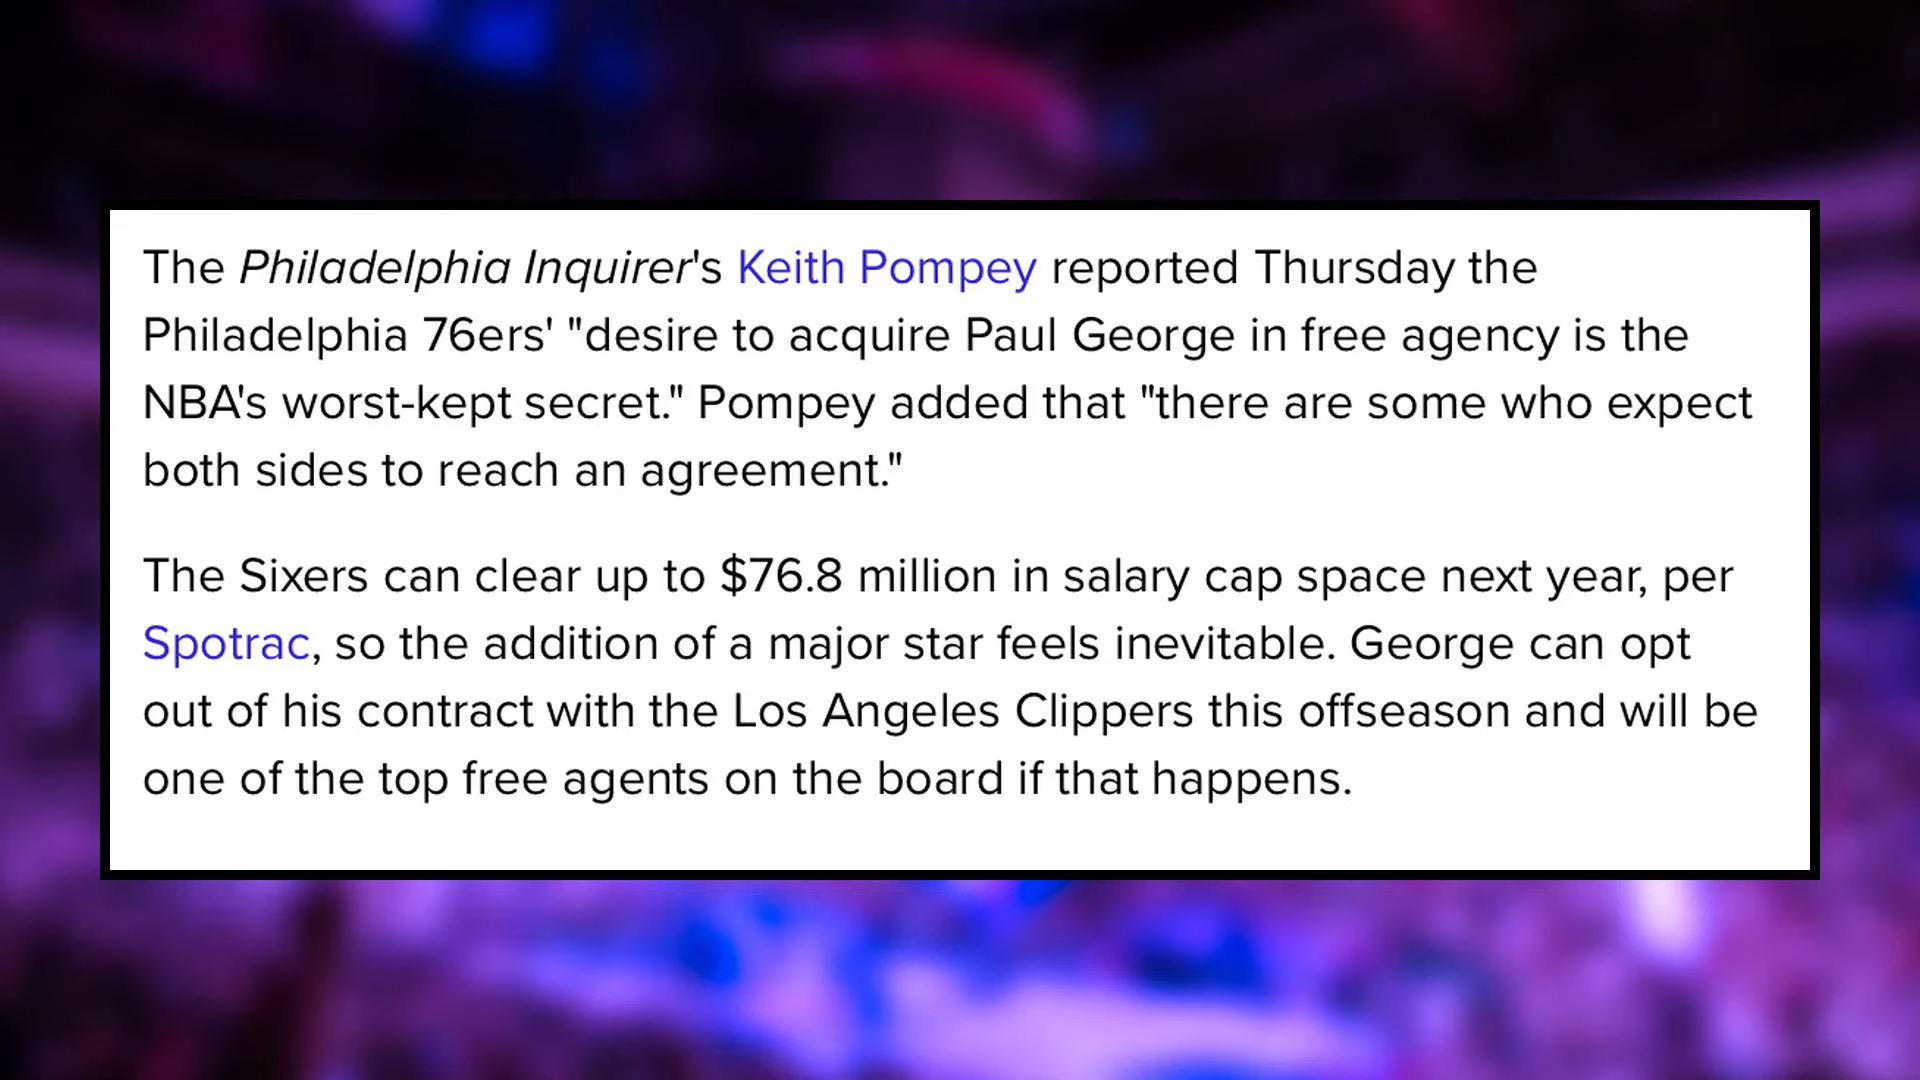 The Philadelphia Inquirer's Keith Pompey reported Thursday the
Philadelphia 76ers' "desire to acquire Paul George in free agency is the
NBA's worst-kept secret." Pompey added that "there are some who expect
both sides to reach an agreement."
The Sixers can clear up to $76.8 million in salary cap space next year, per
Spotrac, so the addition of a major star feels inevitable. George can opt
out of his contract with the Los Angeles Clippers this offseason and will be
one of the top free agents on the board if that happens.